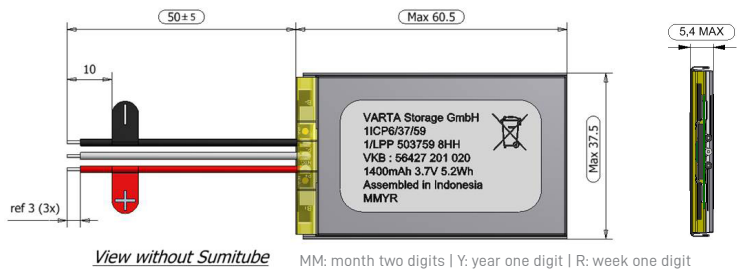 50±5
Max 60.5
5,4 MAX
10
VARTA Storage GmbH
1ICP6/37/59
1/LPP 503759 8HH
VKB : 56427 201 020
1400mAh 3.7V 5.2Wh
Assembled in Indonesia
MMYR
Max 37.5
ref 3 (3x)
View without Sumitube
MM: month two digits | Y: year one digit | R: week one digit